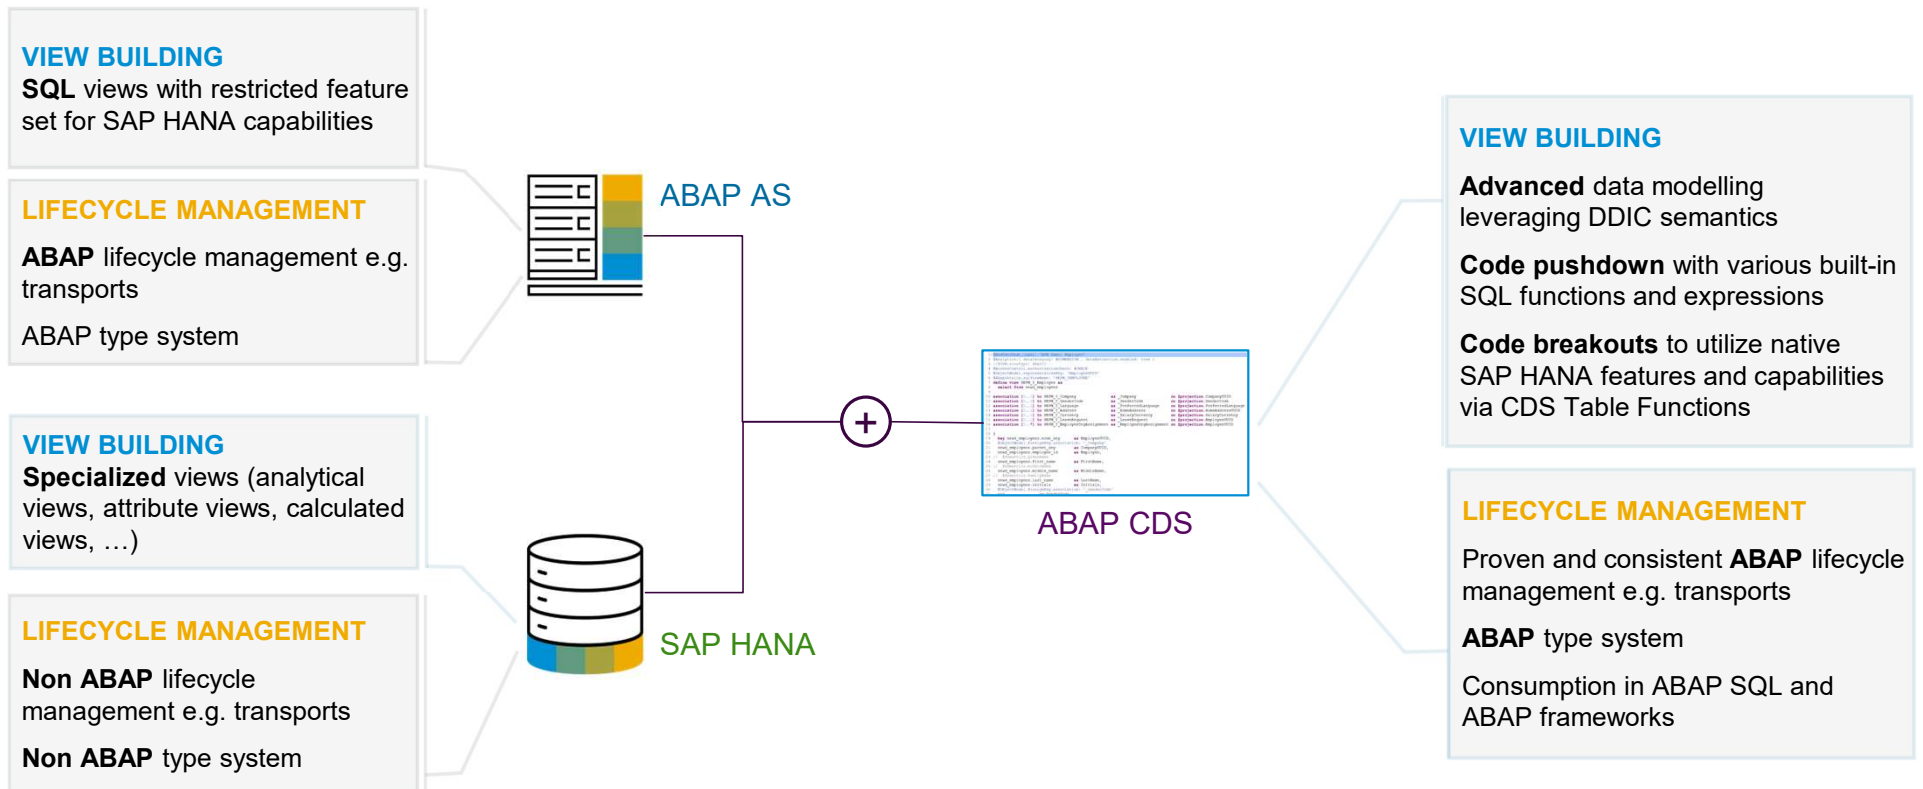 VIEW BUILDING
SQL views with restricted feature
set for SAP HANA capabilities
LIFECYCLE MANAGEMENT
ABAP lifecycle management e.g.
transports
ABAP type system
VIEW BUILDING
Specialized views (analytical
views, attribute views, calculated
views, …)
LIFECYCLE MANAGEMENT
Non ABAP lifecycle
management e.g. transports
Non ABAP type system
ABAP AS
SAP HANA
+
ABAP CDS
VIEW BUILDING
Advanced data modelling
leveraging DDIC semantics
Code pushdown with various built-in
SQL functions and expressions
Code breakouts to utilize native
SAP HANA features and capabilities
via CDS Table Functions
LIFECYCLE MANAGEMENT
Proven and consistent ABAP lifecycle
management e.g. transports
ABAP type system
Consumption in ABAP SQL and
ABAP frameworks